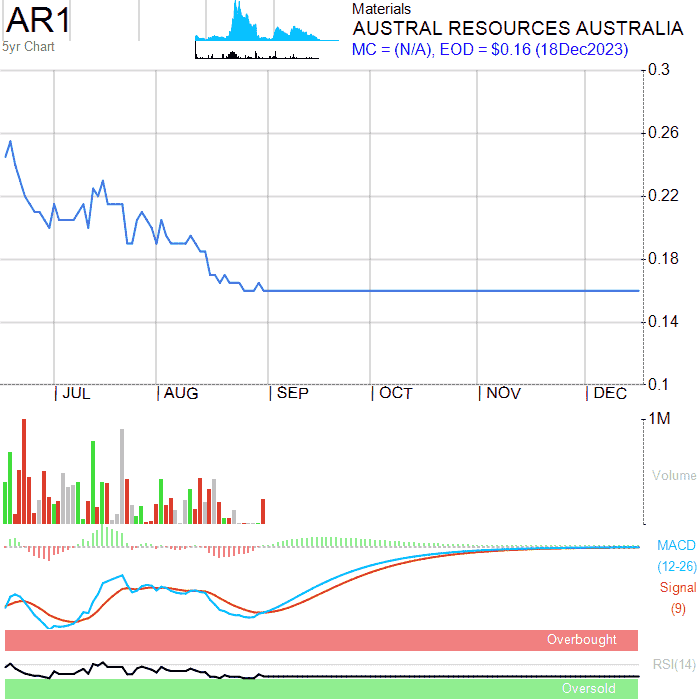 AR1
5yr Chart
Materials
AUSTRAL RESOURCES AUSTRALIA
MC = (N/A), EOD = $0.16 (18Dec2023)
0.3
0.26
0.22
0.18
0.14
0.1
JUL AUG SEP OCT NOV DEC
1M
Volume
MACD
(12-26)
Signal
(9)
Overbought
RSI(14)
Oversold